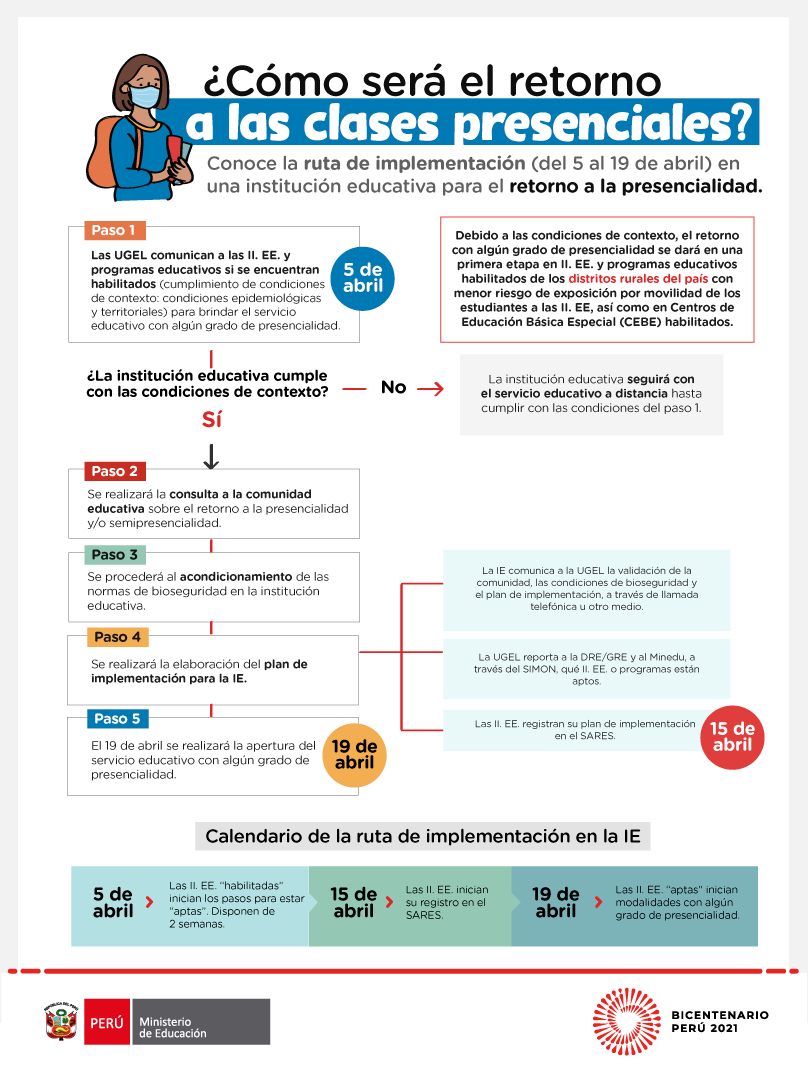 ¿Cómo será el retorno
a las clases presenciales?
Conoce la ruta de implementación (del 5 al 19 de abril) en
una institución educativa para el retorno a la presencialidad.
Paso 1
Las UGEL comunican a las II. EE. y
programas educativos si se encuentran
habilitados (cumplimiento de condiciones
de contexto: condiciones epidemiológicas
y territoriales) para brindar el servicio
educativo con algún grado de presencialidad.
5 de
abril
Debido a las condiciones de contexto, el retorno
con algún grado de presencialidad se dará en una
primera etapa en II. EE. y programas educativos
habilitados de los distritos rurales del país con
menor riesgo de exposición por movilidad de los
estudiantes a las II. EE, así como en Centros de
Educación Básica Especial (CEBE) habilitados.
¿La institución educativa cumple
con las condiciones de contexto?
No
La institución educativa seguirá con
el servicio educativo a distancia hasta
cumplir con las condiciones del paso 1.
Sí
Paso 2
Se realizará la consulta a la comunidad
educativa sobre el retorno a la presencialidad
y/o semipresencialidad.
Paso 3
Se procederá al acondicionamiento de las
normas de bioseguridad en la institución
educativa.
Paso 4
Se realizará la elaboración del plan de
implementación para la IE.
La IE comunica a la UGEL la validación de la
comunidad, las condiciones de bioseguridad y
el plan de implementación, a través de llamada
telefónica u otro medio.
La UGEL reporta a la DRE/GRE y al Minedu, a
través del SIMON, qué II. EE. o programas están
aptos.
Las II. EE. registran su plan de implementación
en el SARES.
15 de
abril
Paso 5
El 19 de abril se realizará la apertura del
servicio educativo con algún grado de
presencialidad.
19 de
abril
Calendario de la ruta de implementación en la IE
5 de
abril
Las II. EE. "habilitadas"
inician los pasos para estar
"aptas". Disponen de
2 semanas.
15 de
abril
Las II. EE. inician
su registro en el
SARES.
19 de
abril
Las II. EE. "aptas" inician
modalidades con algún
grado de presencialidad.
REPÚBLICA DEL PERÚ
PERÚ
Ministerio
de Educación
BICENTENARIO
PERÚ 2021